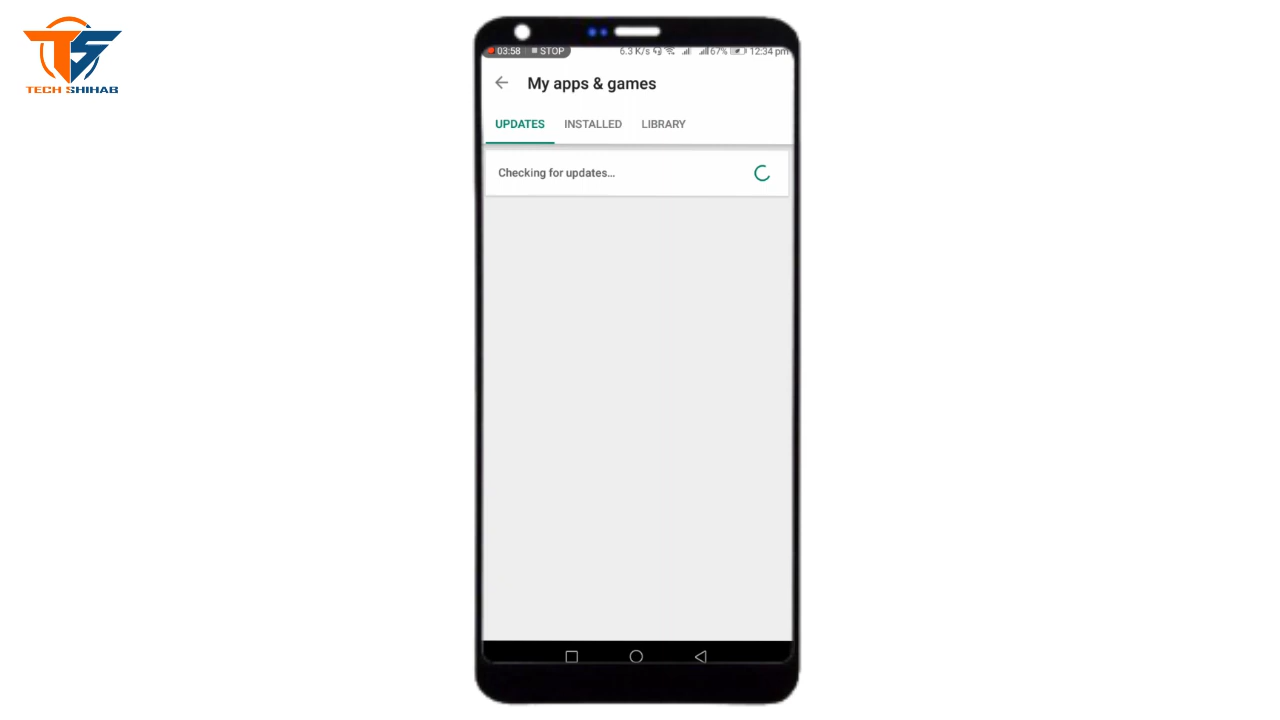 TECH SHIHAB
03:58 STOP 6.3 K/s 67% 12:34 pm
My apps & games
UPDATES INSTALLED LIBRARY
Checking for updates...